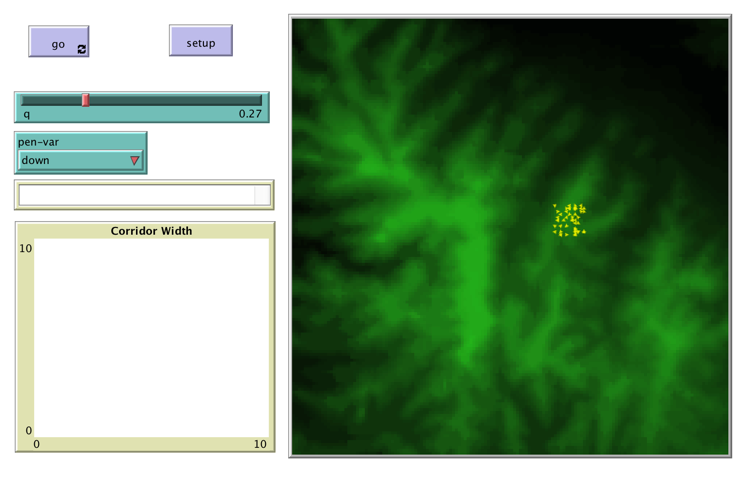 go
setup
q
0.27
pen-var
down
Corridor Width
10
0
0
10